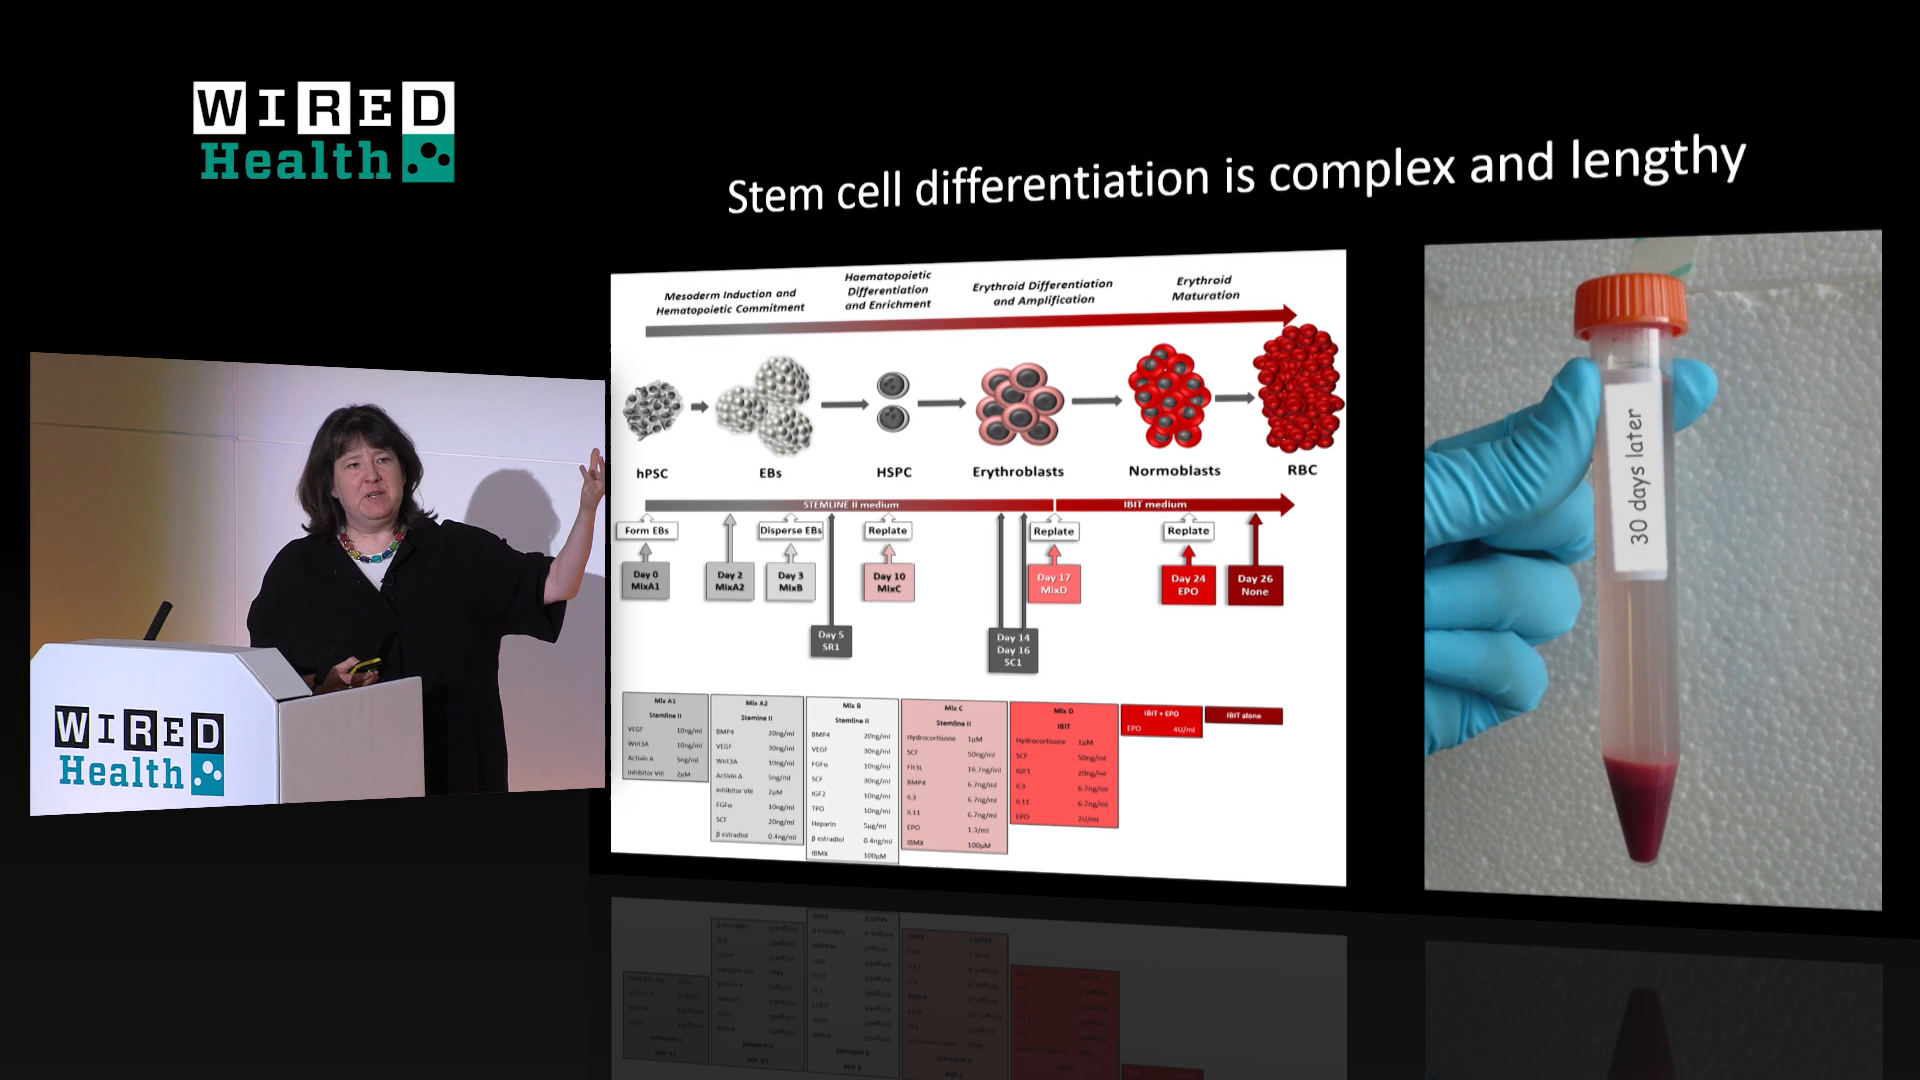 WIRED
Health
Stem cell differentiation is complex and lengthy
Mesoderm Induction and
Hematopoietic Commitment
Haematopoietic
Differentiation
and Enrichment
Erythroid Differentiation
and Amplification
Erythroid
Maturation
hPSC
EBs
HSPC
Erythroblasts
Normoblasts
RBC
STEMLINE II medium
IBIT medium
Form EBs
Disperse EBs
Replate
Replate
Replate
Day 0
MixA1
Day 2
MixA2
Day 3
MixB
Day 10
MixC
Day 17
MixD
Day 24
EPO
Day 26
None
Day 5
SR1
Day 14
Day 16
SC1
Mix A1
Stemline II
VEGF 10ng/ml
Wnt3A 10ng/ml
Activin A 5ng/ml
Inhibitor VIII 2µM
Mix A2
Stemline II
BMP4 20ng/ml
VEGF 30ng/ml
Wnt3A 10ng/ml
Activin A 5ng/ml
Inhibitor VIII 2µM
FGFα 10ng/ml
SCF 20ng/ml
β estradiol 0.4ng/ml
Mix B
Stemline II
BMP4 20ng/ml
VEGF 30ng/ml
FGFα 10ng/ml
SCF 30ng/ml
IGF2 10ng/ml
TPO 10ng/ml
Heparin 5µg/ml
β estradiol 0.4ng/ml
IBMX 100µM
Mix C
Stemline II
Hydrocortisone 1µM
SCF 50ng/ml
Flt3L 16.7ng/ml
BMP4 6.7ng/ml
IL3 6.7ng/ml
IL11 6.7ng/ml
EPO 1.3/ml
IBMX 100µM
Mix D
IBIT
Hydrocortisone 1µM
SCF 50ng/ml
IGF1 20ng/ml
IL3 6.7ng/ml
IL11 6.7ng/ml
EPO 2U/ml
IBIT + EPO
EPO 4U/ml
IBIT alone
30 days later
WIRED
Health